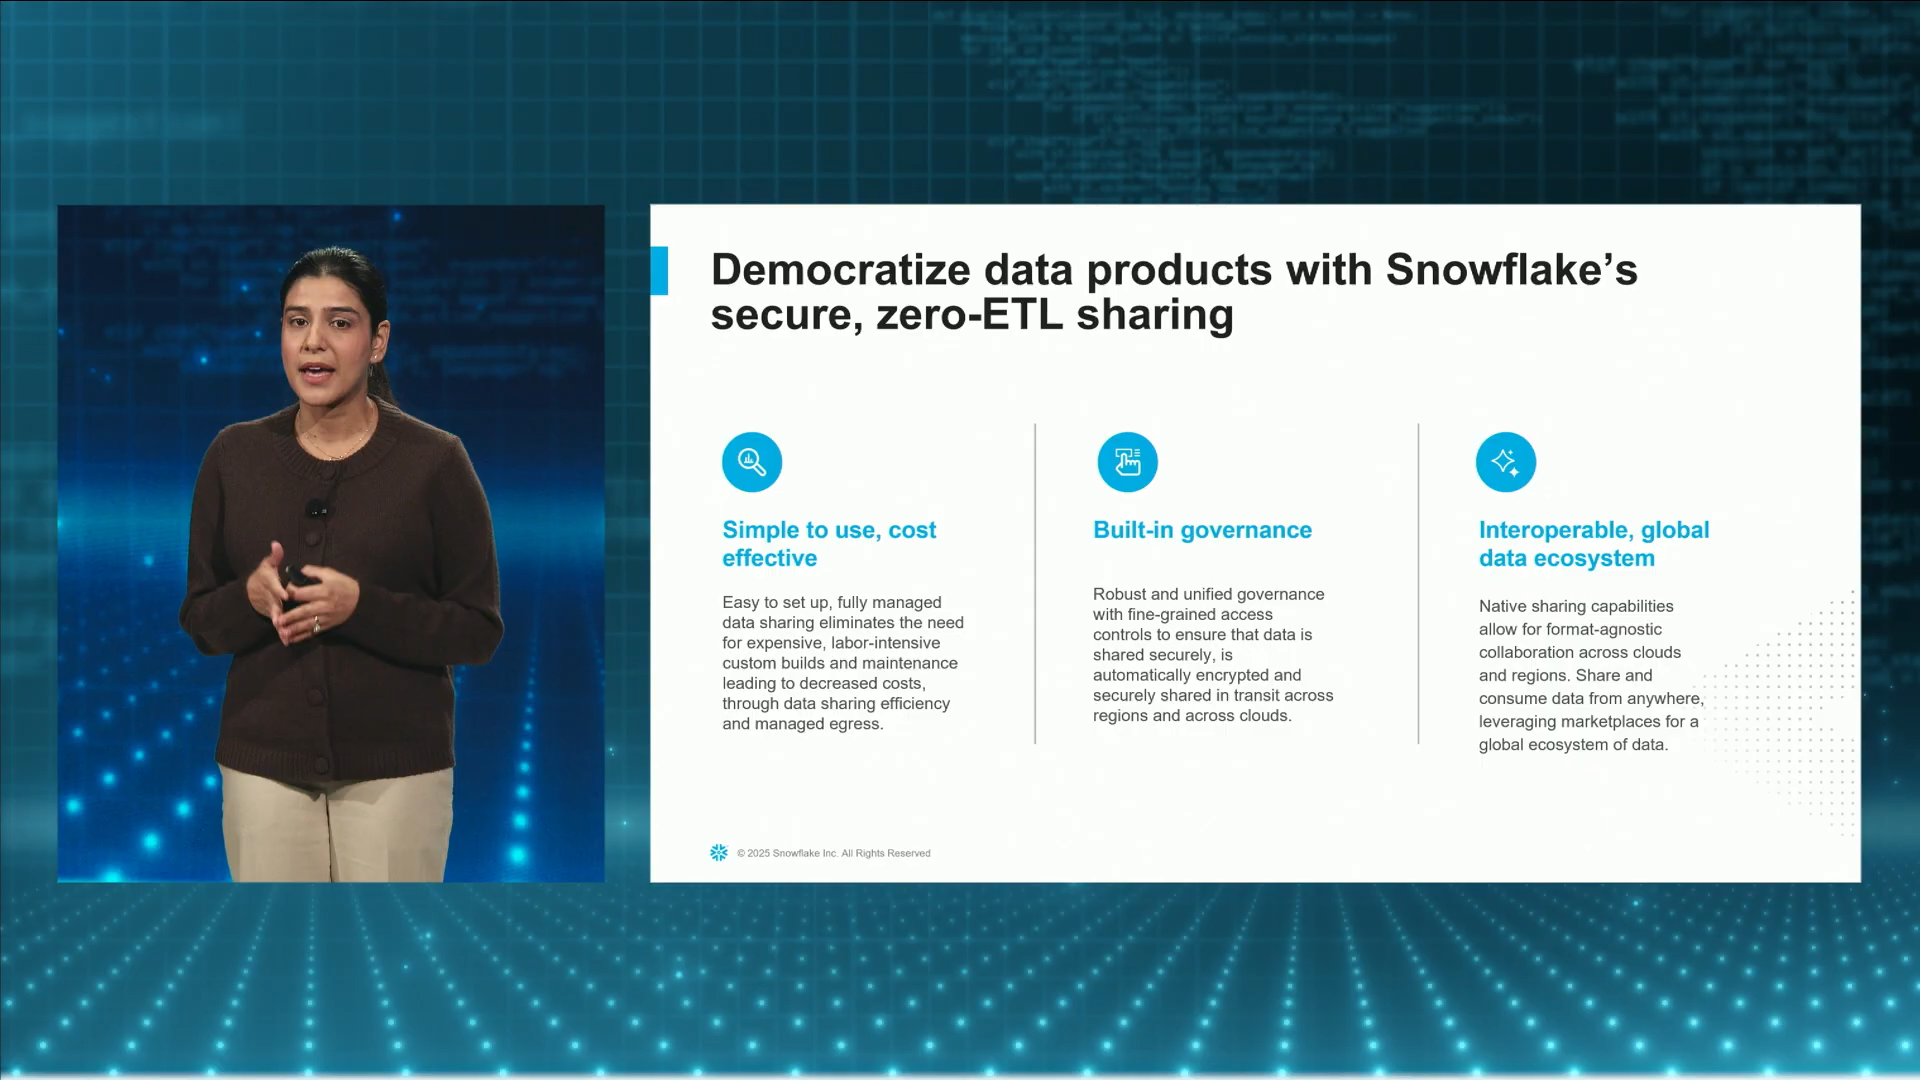 Democratize data products with Snowflake’s
secure, zero-ETL sharing
Simple to use, cost
effective
Easy to set up, fully managed
data sharing eliminates the need
for expensive, labor-intensive
custom builds and maintenance
leading to decreased costs,
through data sharing efficiency
and managed egress.
Built-in governance
Robust and unified governance
with fine-grained access
controls to ensure that data is
shared securely, is
automatically encrypted and
securely shared in transit across
regions and across clouds.
Interoperable, global
data ecosystem
Native sharing capabilities
allow for format-agnostic
collaboration across clouds
and regions. Share and
consume data from anywhere,
leveraging marketplaces for a
global ecosystem of data.
© 2025 Snowflake Inc. All Rights Reserved